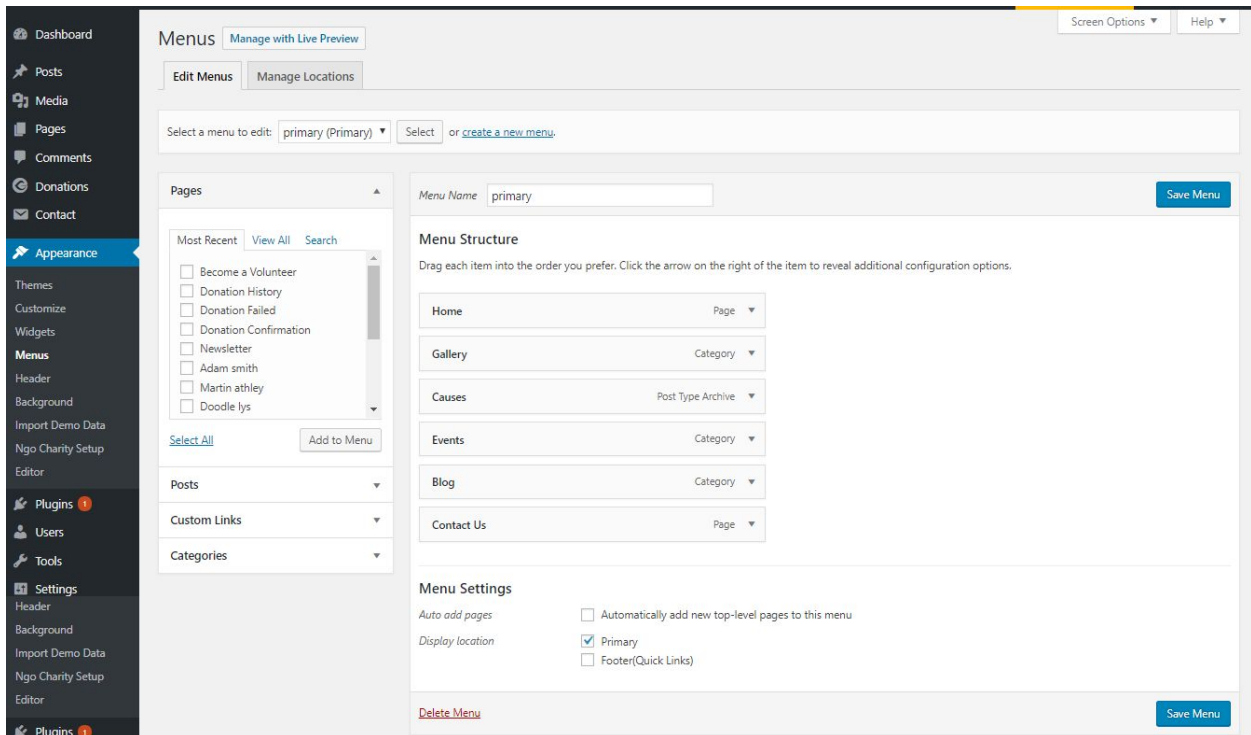 Screen Options
Help
Dashboard
Posts
Media
Pages
Comments
Donations
Contact
Appearance
Themes
Customize
Widgets
Menus
Header
Background
Import Demo Data
Ngo Charity Setup
Editor
Plugins 1
Users
Tools
Settings
Header
Background
Import Demo Data
Ngo Charity Setup
Editor
Plugins 1
Menus Manage with Live Preview
Edit Menus Manage Locations
Select a menu to edit: primary (Primary) Select or create a new menu.
Pages
Most Recent View All Search
Become a Volunteer
Donation History
Donation Failed
Donation Confirmation
Newsletter
Adam smith
Martin athley
Doodle lys
Select All Add to Menu
Posts
Custom Links
Categories
Menu Name primary Save Menu
Menu Structure
Drag each item into the order you prefer. Click the arrow on the right of the item to reveal additional configuration options.
Home Page
Gallery Category
Causes Post Type Archive
Events Category
Blog Category
Contact Us Page
Menu Settings
Auto add pages Automatically add new top-level pages to this menu
Display location Primary
Footer(Quick Links)
Delete Menu Save Menu